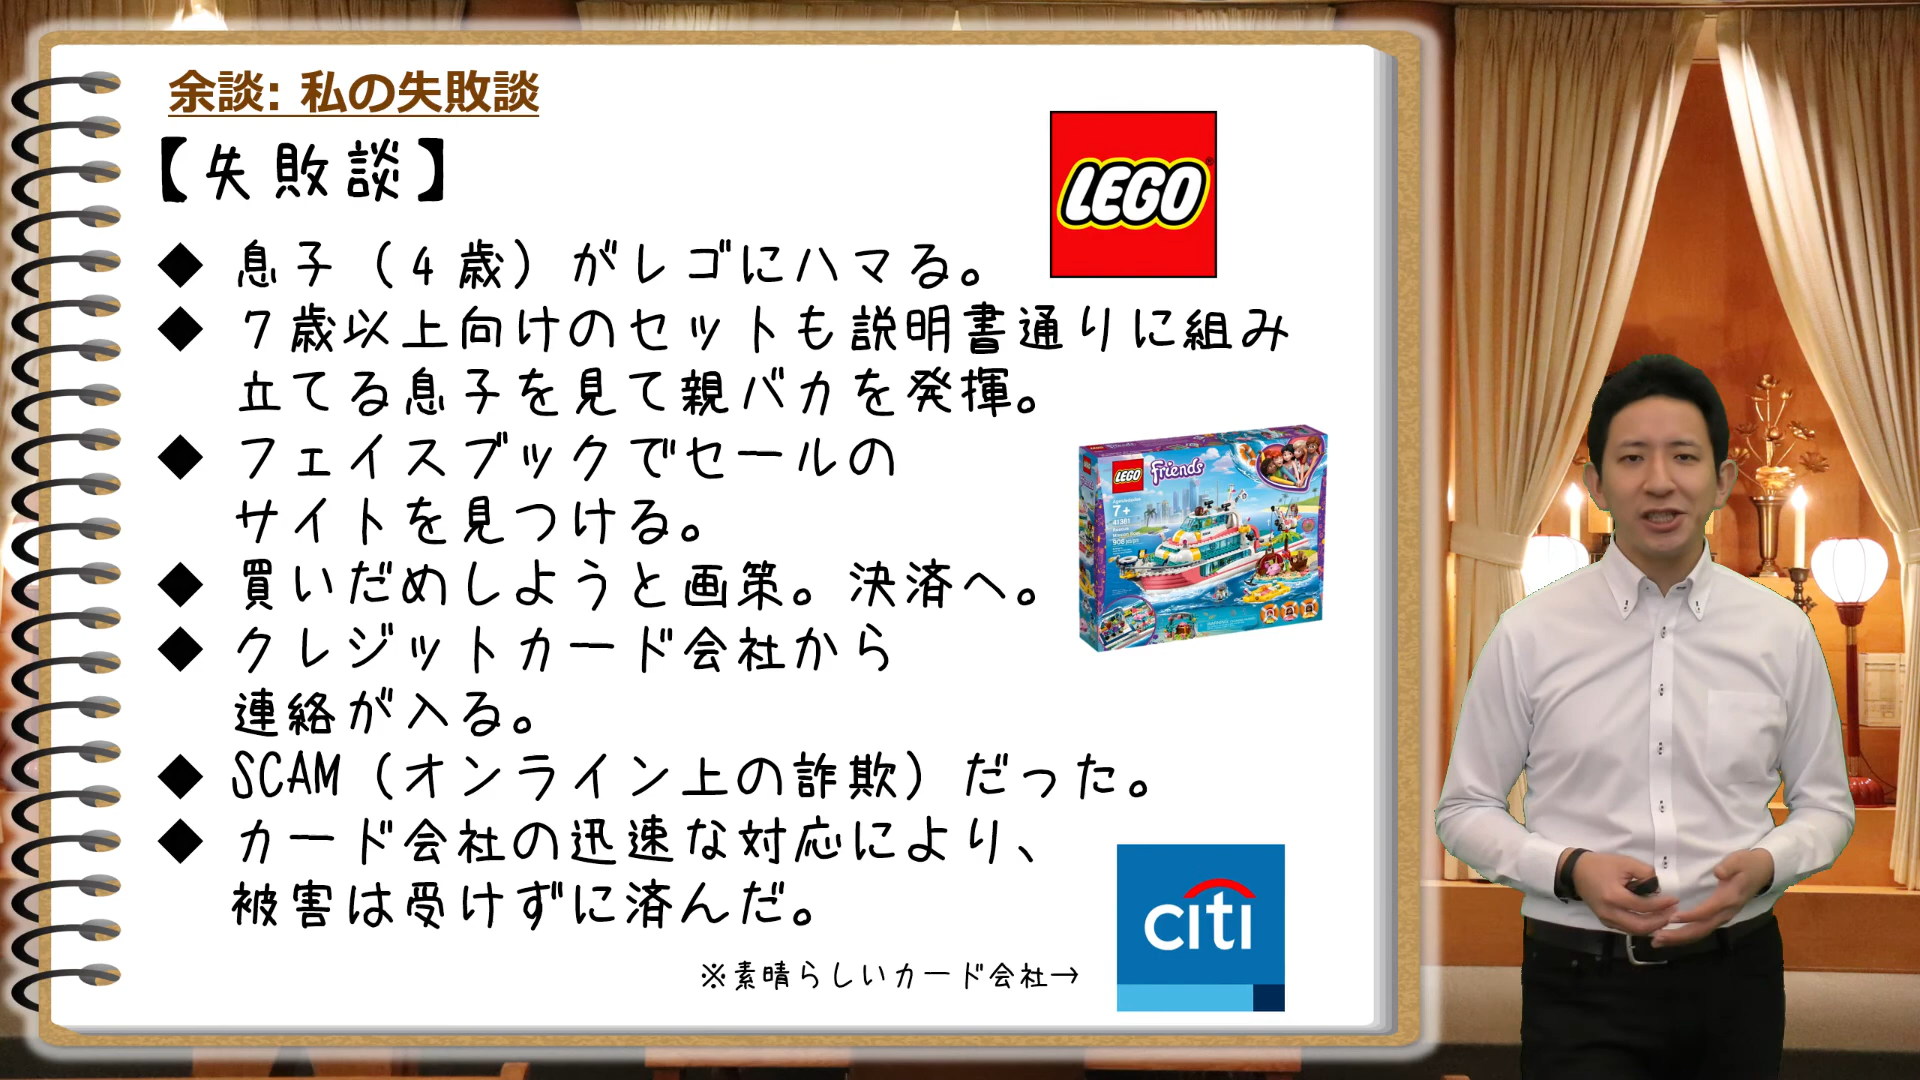 余談: 私の失敗談
【失敗談】
LEGO
◆ 息子（4歳）がレゴにハマる。
◆ 7歳以上向けのセットも説明書通りに組み
立てる息子を見て親バカを発揮。
◆ フェイスブックでセールの
サイトを見つける。
LEGO Friends
7+
41381
◆ 買いだめしようと画策。決済へ。
◆ クレジットカード会社から
連絡が入る。
◆ SCAM（オンライン上の詐欺）だった。
◆ カード会社の迅速な対応により、
被害は受けずに済んだ。
citi
※素晴らしいカード会社→